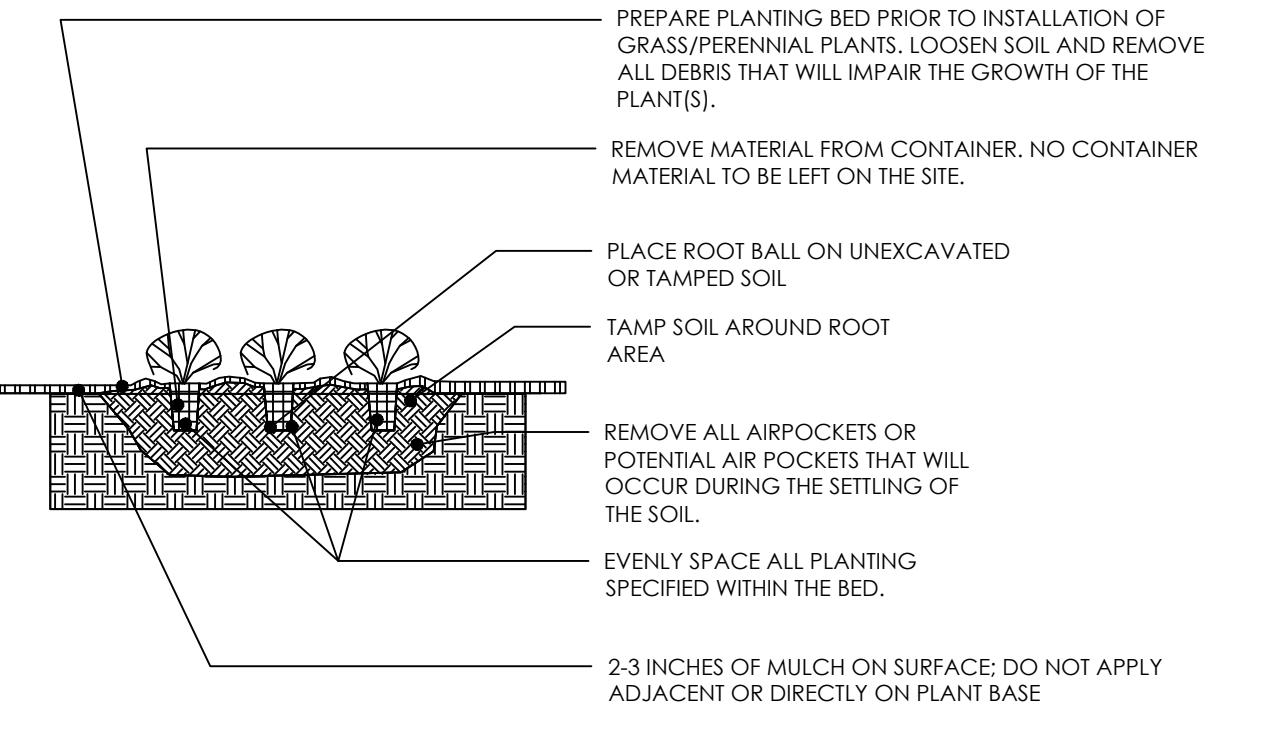 PREPARE PLANTING BED PRIOR TO INSTALLATION OF
GRASS/PERENNIAL PLANTS. LOOSEN SOIL AND REMOVE
ALL DEBRIS THAT WILL IMPAIR THE GROWTH OF THE
PLANT(S).
REMOVE MATERIAL FROM CONTAINER. NO CONTAINER
MATERIAL TO BE LEFT ON THE SITE.
PLACE ROOT BALL ON UNEXCAVATED
OR TAMPED SOIL
TAMP SOIL AROUND ROOT
AREA
REMOVE ALL AIRPOCKETS OR
POTENTIAL AIR POCKETS THAT WILL
OCCUR DURING THE SETTLING OF
THE SOIL.
EVENLY SPACE ALL PLANTING
SPECIFIED WITHIN THE BED.
2-3 INCHES OF MULCH ON SURFACE; DO NOT APPLY
ADJACENT OR DIRECTLY ON PLANT BASE